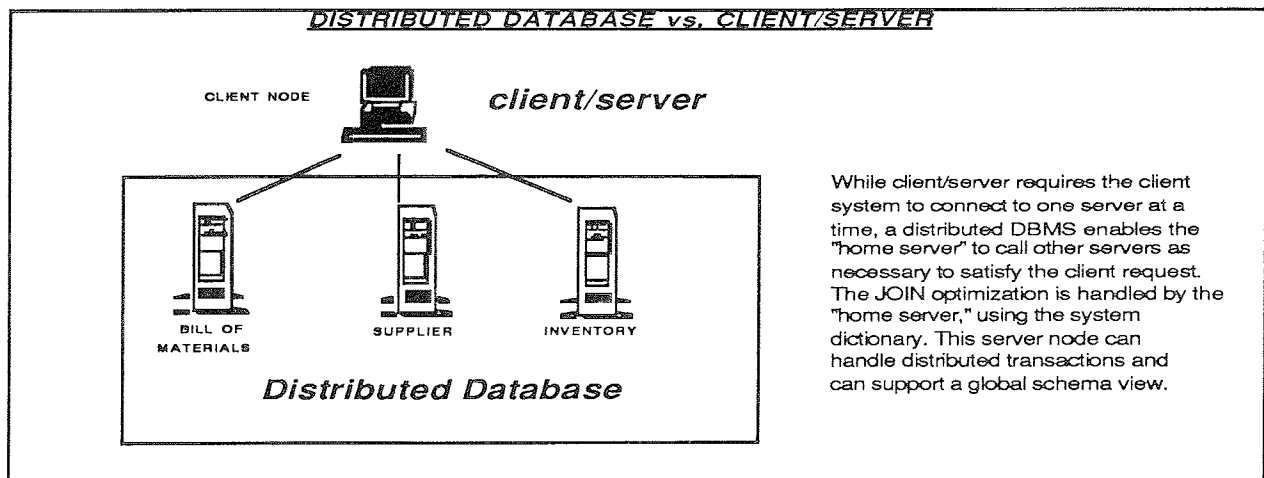 DISTRIBUTED DATABASE vs. CLIENT/SERVER
CLIENT NODE
client/server
BILL OF
MATERIALS
SUPPLIER
INVENTORY
Distributed Database
While client/server requires the client
system to connect to one server at a
time, a distributed DBMS enables the
"home server" to call other servers as
necessary to satisfy the client request.
The JOIN optimization is handled by the
"home server," using the system
dictionary. This server node can
handle distributed transactions and
can support a global schema view.